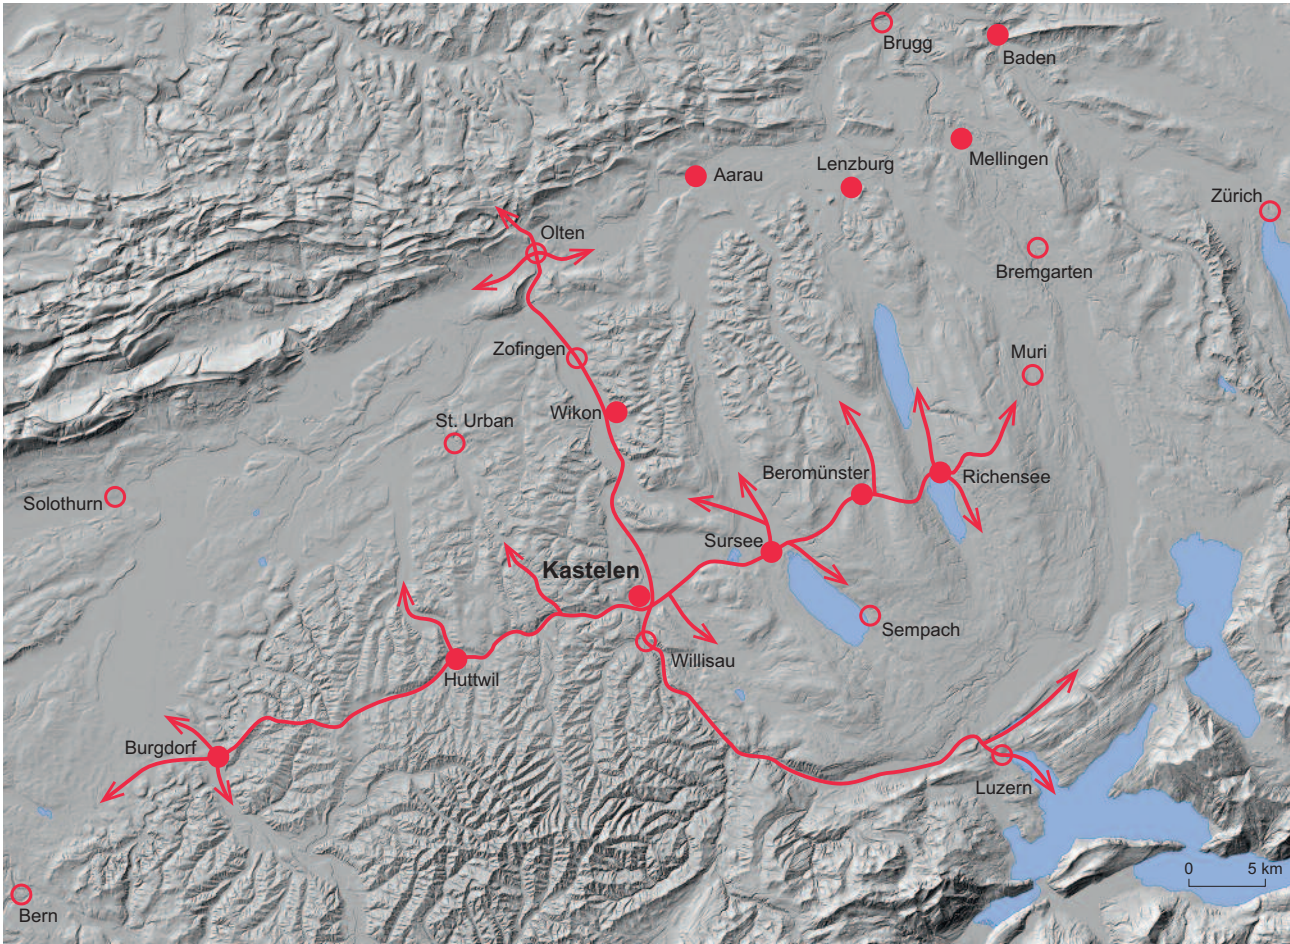 Brugg
Baden
Mellingen
Lenzburg
Aarau
Zürich
Olten
Bremgarten
Zofingen
Muri
Wikon
St. Urban
Beromünster
Richensee
Solothurn
Sursee
Kastelen
Sempach
Willisau
Huttwil
Burgdorf
Luzern
0 5 km
Bern